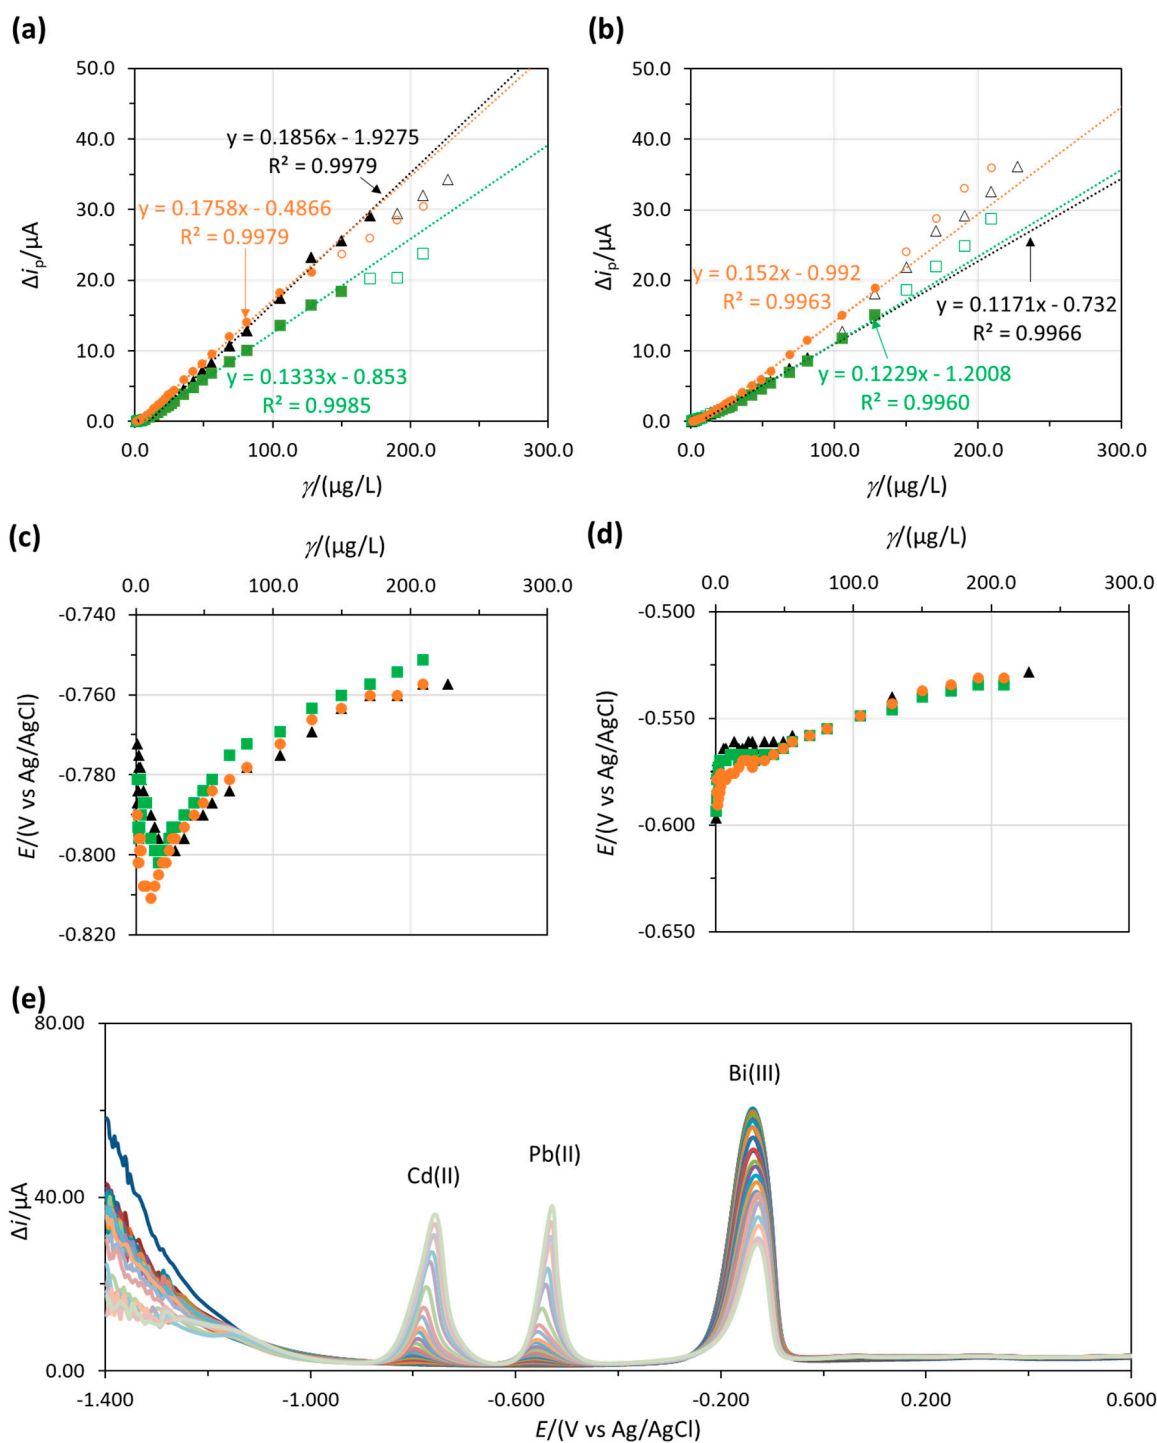 (a)
(b)
50.0
40.0
30.0
20.0
10.0
0.0
0.0
100.0
200.0
300.0
Δip/μA
γ/(μg/L)
y = 0.1856x - 1.9275
R² = 0.9979
y = 0.1758x - 0.4866
R² = 0.9979
y = 0.1333x - 0.853
R² = 0.9985
50.0
40.0
30.0
20.0
10.0
0.0
0.0
100.0
200.0
300.0
Δip/μA
γ/(μg/L)
y = 0.152x - 0.992
R² = 0.9963
y = 0.1171x - 0.732
R² = 0.9966
y = 0.1229x - 1.2008
R² = 0.9960
(c)
γ/(μg/L)
0.0
100.0
200.0
300.0
-0.740
-0.760
-0.780
-0.800
-0.820
E/(V vs Ag/AgCl)
(d)
γ/(μg/L)
0.0
100.0
200.0
300.0
-0.500
-0.550
-0.600
-0.650
E/(V vs Ag/AgCl)
(e)
80.00
40.00
0.00
Δi/μA
Cd(II)
Pb(II)
Bi(III)
-1.400
-1.000
-0.600
-0.200
0.200
0.600
E/(V vs Ag/AgCl)